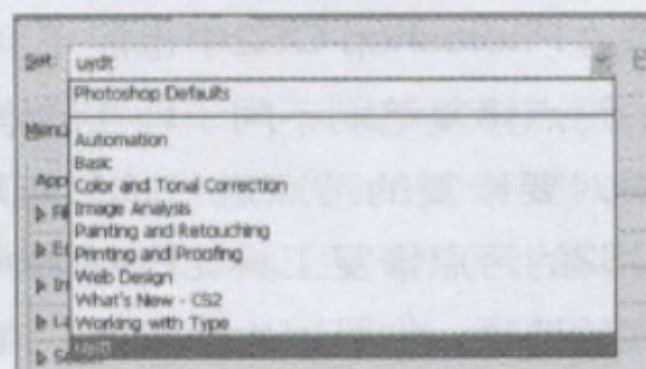 Set: uydt
Photoshop Defaults
Menu
Automation
Basic
App
Color and Tonal Correction
Image Analysis
Painting and Retouching
Printing and Proofing
Web Design
What's New - CS2
Working with Type
uydt